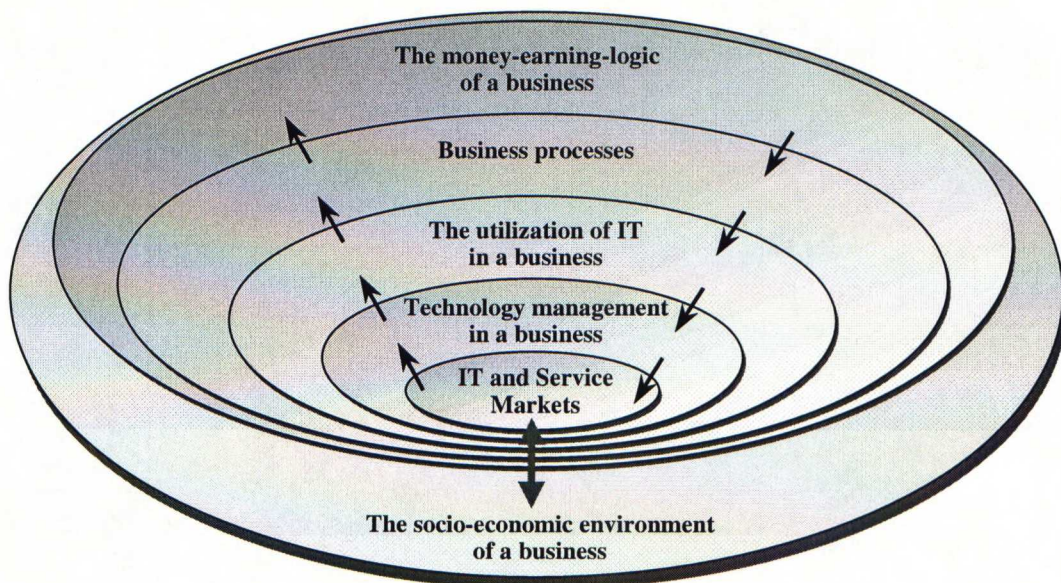 The money-earning-logic
of a business
Business processes
The utilization of IT
in a business
Technology management
in a business
IT and Service
Markets
The socio-economic environment
of a business